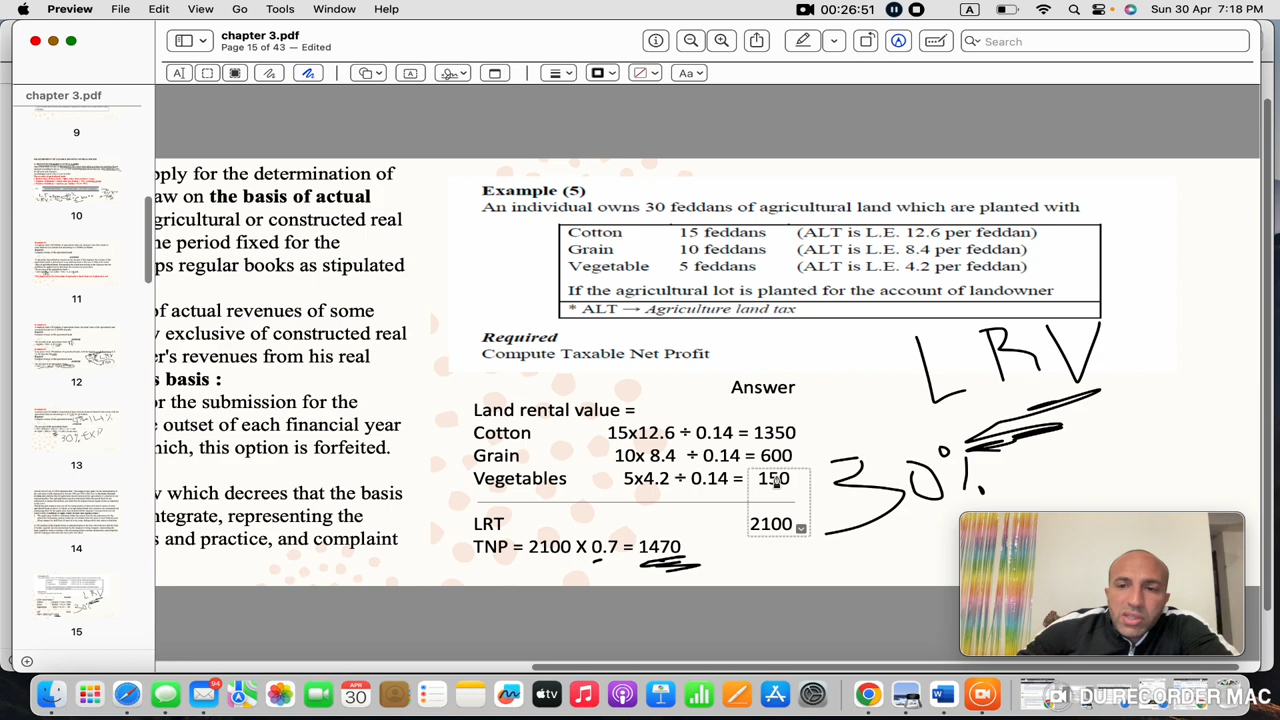 Preview File Edit View Go Tools Window Help
00:26:51 A Sun 30 Apr 7:18 PM
chapter 3.pdf
Page 15 of 43 — Edited
Search
Aa
chapter 3.pdf
9
10
11
12
13
14
15
pply for the determination of
aw on the basis of actual
gricultural or constructed real
ne period fixed for the
ps regular books as tipulated
of actual revenues of some
y exclusive of constructed real
er's revenues from his real
s basis :
or the submission for the
e outset of each financial year
hich, this option is forfeited.
w which decrees that the basis
ntegrate, representing the
s and practice, and complaint
Example (5)
An individual owns 30 feddans of agricultural land which are planted with
Cotton 15 feddans (ALT is L.E. 12.6 per feddan)
Grain 10 feddans (ALT is L.E. 8.4 per feddan)
Vegetable 5 feddans (ALT is L.E. 4.2 per feddan)
If the agricultural lot is planted for the account of landowner
* ALT → Agriculture land tax
Required
Compute Taxable Net Profit
LRV
Answer
Land rental value =
Cotton 15x12.6 ÷ 0.14 = 1350
Grain 10x 8.4 ÷ 0.14 = 600
Vegetables 5x4.2 ÷ 0.14 = 150
30%
LRT 2100
TNP = 2100 X 0.7 = 1470
94
APR
30
DU RECORDER MAC